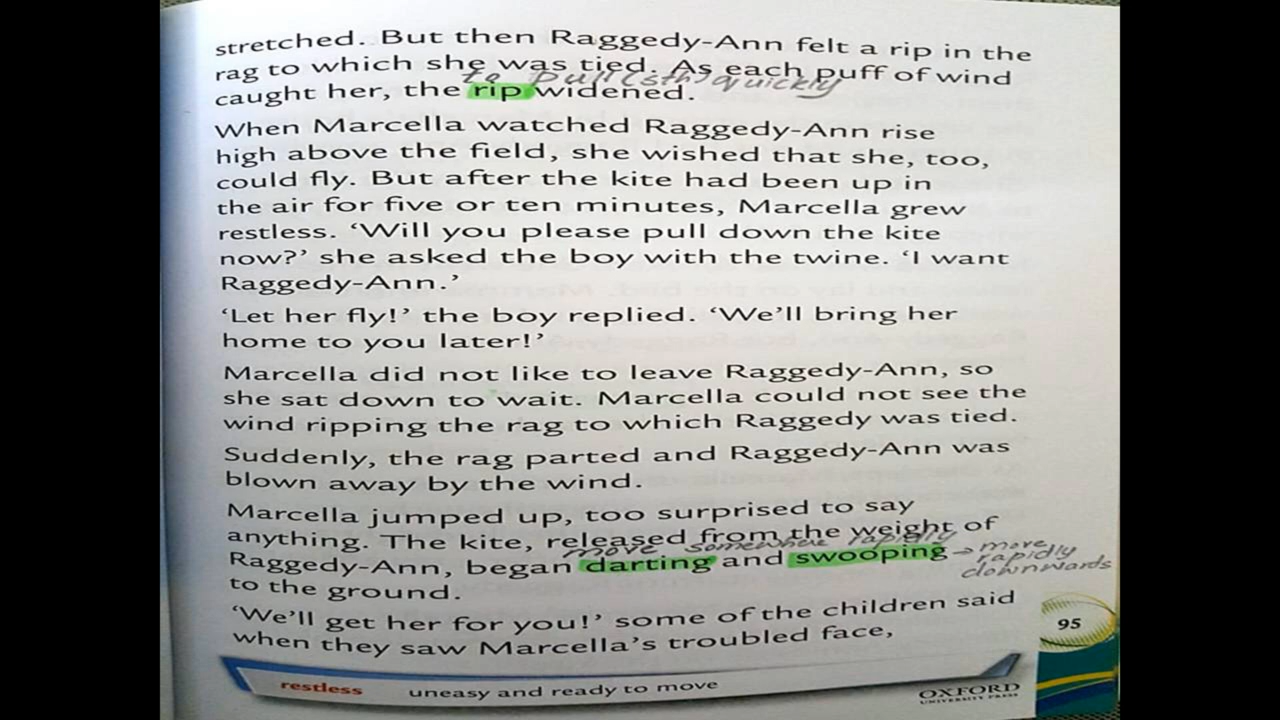 stretched. But then Raggedy-Ann felt a rip in the
rag to which she was tied. As each puff of wind
to pull (sth) quickly
caught her, the rip widened.
When Marcella watched Raggedy-Ann rise
high above the field, she wished that she, too,
could fly. But after the kite had been up in
the air for five or ten minutes, Marcella grew
restless. ‘Will you please pull down the kite
now?’ she asked the boy with the twine. ‘I want
Raggedy-Ann.’
‘Let her fly!’ the boy replied. ‘We’ll bring her
home to you later!’
Marcella did not like to leave Raggedy-Ann, so
she sat down to wait. Marcella could not see the
wind ripping the rag to which Raggedy was tied.
Suddenly, the rag parted and Raggedy-Ann was
blown away by the wind.
Marcella jumped up, too surprised to say
anything. The kite, released from the weight of
move somewhere rapidly
Raggedy-Ann, began darting and swooping → more
rapidly
downwards
to the ground.
‘We’ll get her for you!’ some of the children said
when they saw Marcella’s troubled face,
95
restless uneasy and ready to move
OXFORD
UNIVERSITY PRESS